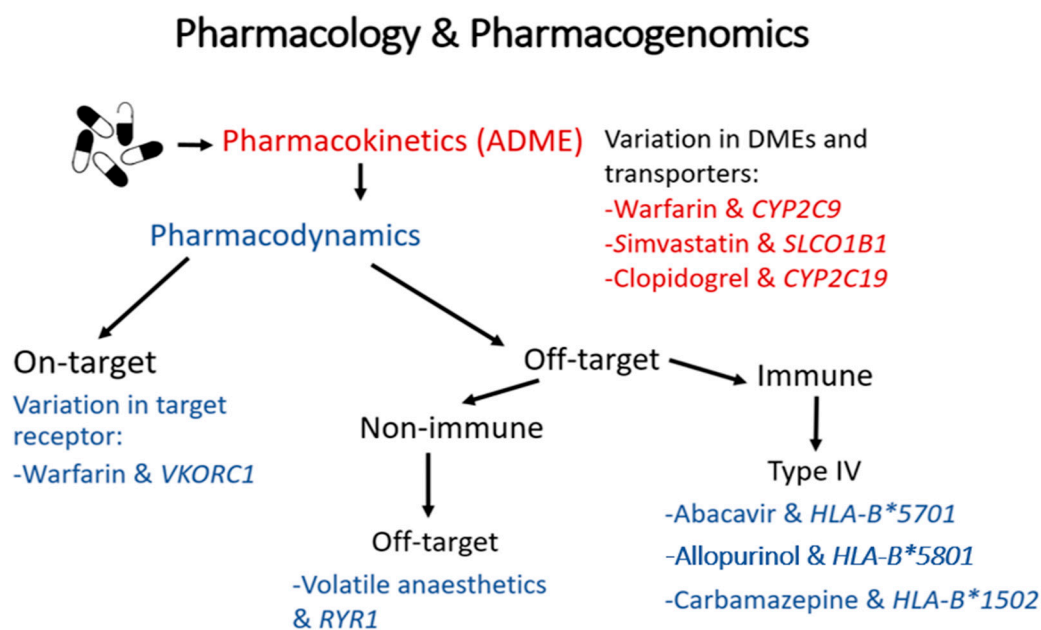 Pharmacology & Pharmacogenomics
Pharmacokinetics (ADME)
Variation in DMEs and
transporters:
-Warfarin & CYP2C9
-Simvastatin & SLCO1B1
-Clopidogrel & CYP2C19
Pharmacodynamics
On-target
Variation in target
receptor:
-Warfarin & VKORC1
Off-target
Non-immune
Off-target
-Volatile anaesthetics
& RYR1
Immune
Type IV
-Abacavir & HLA-B*5701
-Allopurinol & HLA-B*5801
-Carbamazepine & HLA-B*1502